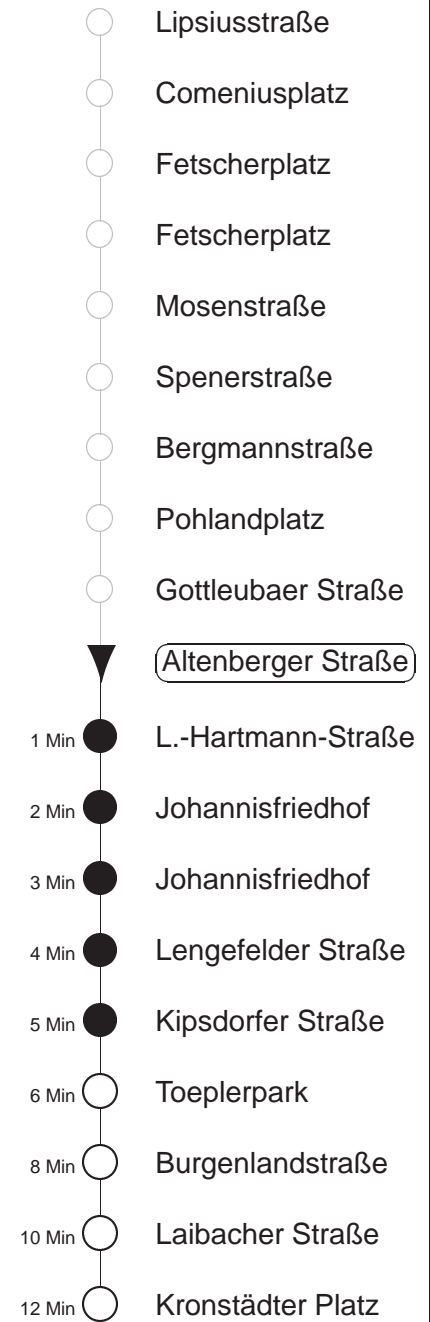 Lipsiusstraße
Comeniusplatz
Fetscherplatz
Fetscherplatz
Mosenstraße
Spenerstraße
Bergmannstraße
Pohlandplatz
Gottleubaer Straße
Altenberger Straße
1 Min L.-Hartmann-Straße
2 Min Johannisfriedhof
3 Min Johannisfriedhof
4 Min Lengefelder Straße
5 Min Kipsdorfer Straße
6 Min Toeplerpark
8 Min Burgenlandstraße
10 Min Laibacher Straße
12 Min Kronstädter Platz